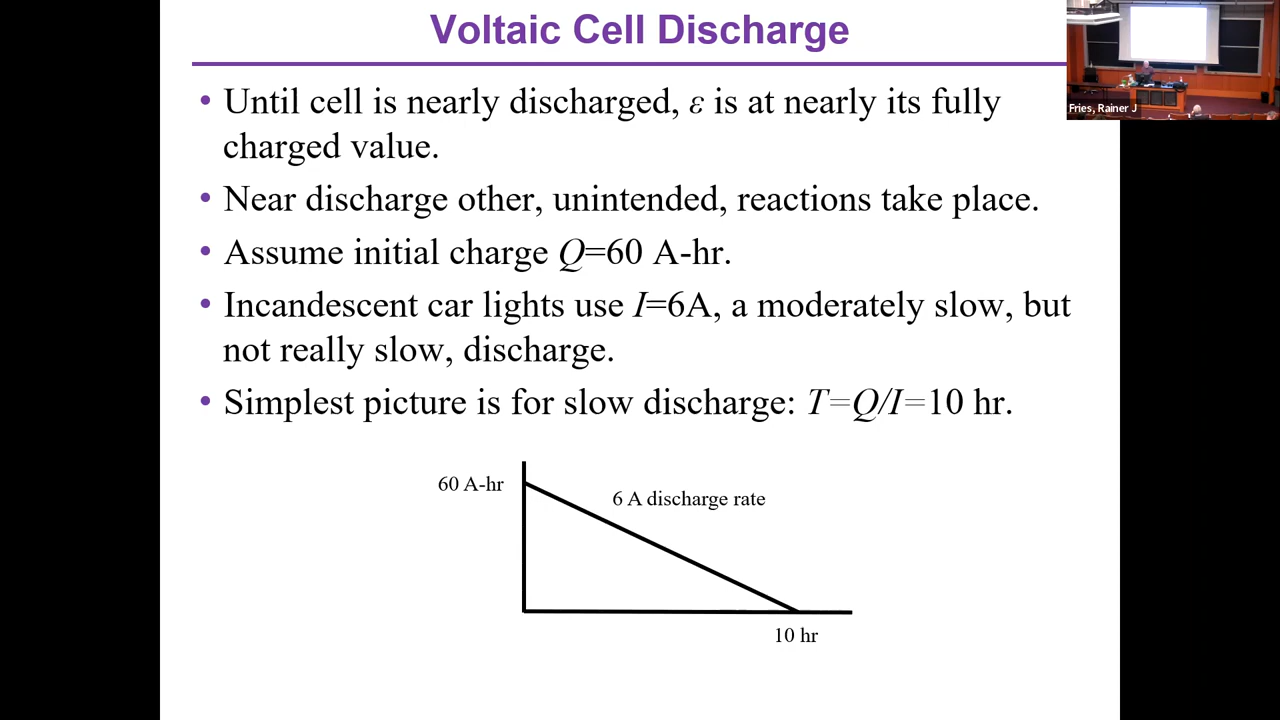 Voltaic Cell Discharge
Fries, Rainer J
• Until cell is nearly discharged, ε is at nearly its fully
charged value.
• Near discharge other, unintended, reactions take place.
• Assume initial charge Q=60 A-hr.
• Incandescent car lights use I=6A, a moderately slow, but
not really slow, discharge.
• Simplest picture is for slow discharge: T=Q/I=10 hr.
60 A-hr
6 A discharge rate
10 hr